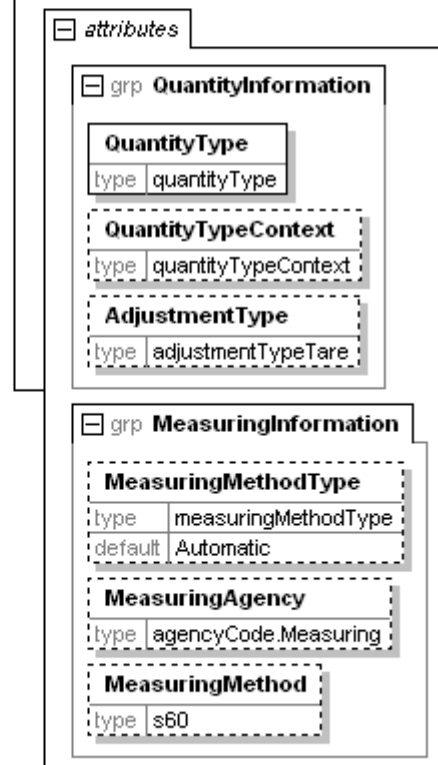 attributes
grp QuantityInformation
QuantityType
type quantityType
QuantityTypeContext
type quantityTypeContext
AdjustmentType
type adjustmentTypeTare
grp MeasuringInformation
MeasuringMethodType
type measuringMethodType
default Automatic
MeasuringAgency
type agencyCode.Measuring
MeasuringMethod
type s60